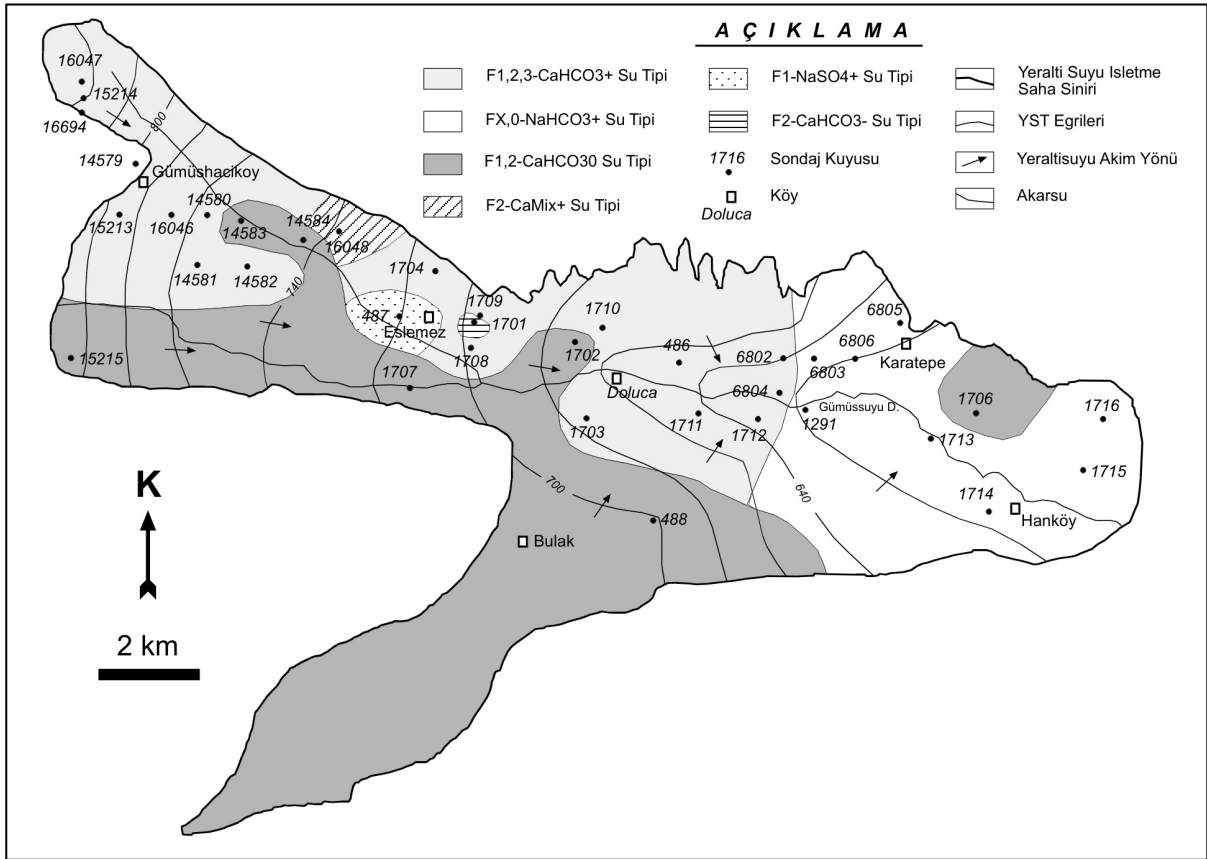 A Ç I K L A M A
F1,2,3-CaHCO3+ Su Tipi
FX,0-NaHCO3+ Su Tipi
F1,2-CaHCO30 Su Tipi
F2-CaMix+ Su Tipi
F1-NaSO4+ Su Tipi
F2-CaHCO3- Su Tipi
1716
Sondaj Kuyusu
Doluca
Köy
Yeralti Suyu Isletme
Saha Siniri
YST Egrileri
Yeraltisuyu Akim Yönü
Akarsu
16047
15214
16694
800
14579
Gümüshaciköy
14580
15213
16046
14583
14584
16048
14581
14582
740
1704
487
Eslemez
1709
1701
1708
1710
1702
15215
1707
486
6802
6805
6806
6803
Karatepe
Doluca
6804
Gümüssuyu D.
1291
1703
1711
1712
1706
1716
1713
1715
1714
Hanköy
700
640
488
Bulak
K
2 km